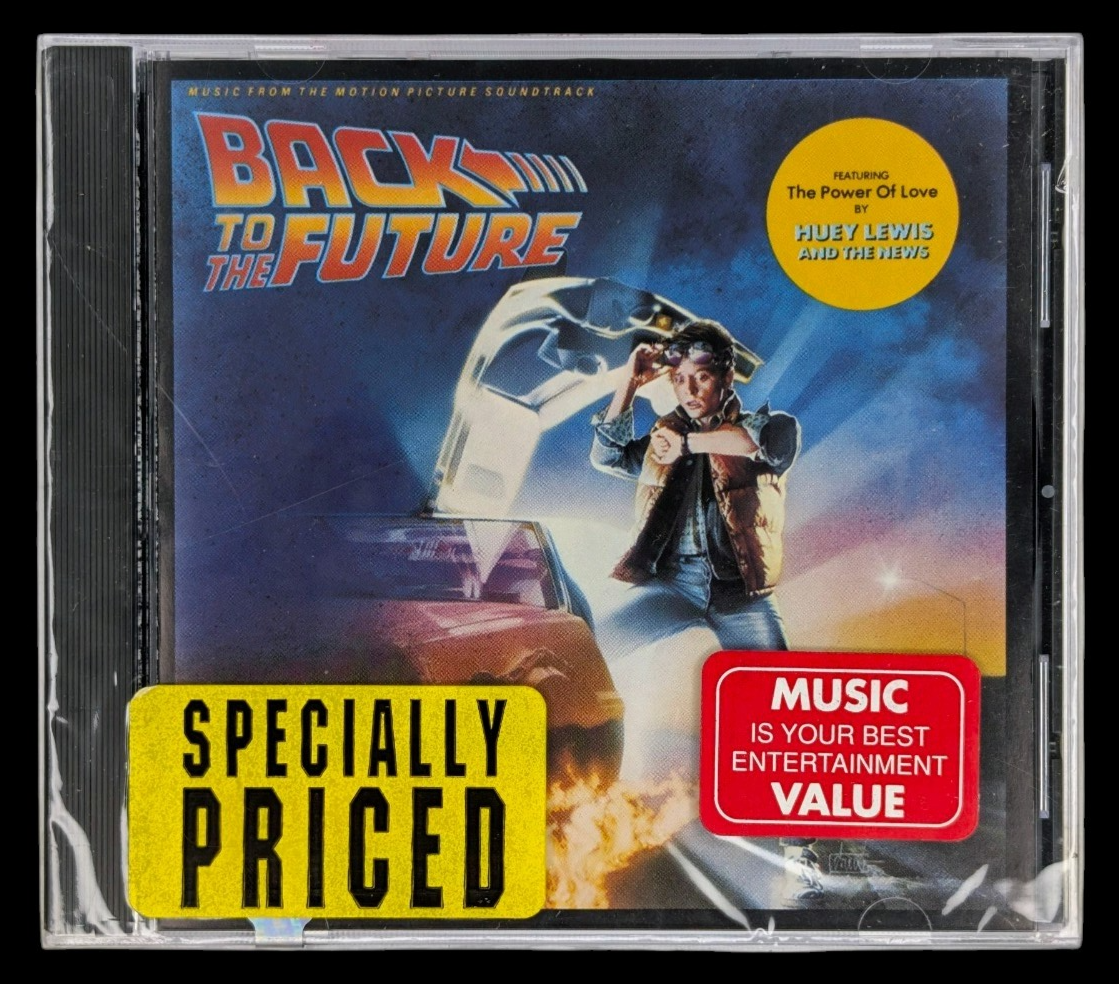 MUSIC FROM THE MOTION PICTURE SOUNDTRACK
BACK
TO THE FUTURE
FEATURING
The Power Of Love
BY
HUEY LEWIS
AND THE NEWS
SPECIALLY
PRICED
MUSIC
IS YOUR BEST
ENTERTAINMENT
VALUE